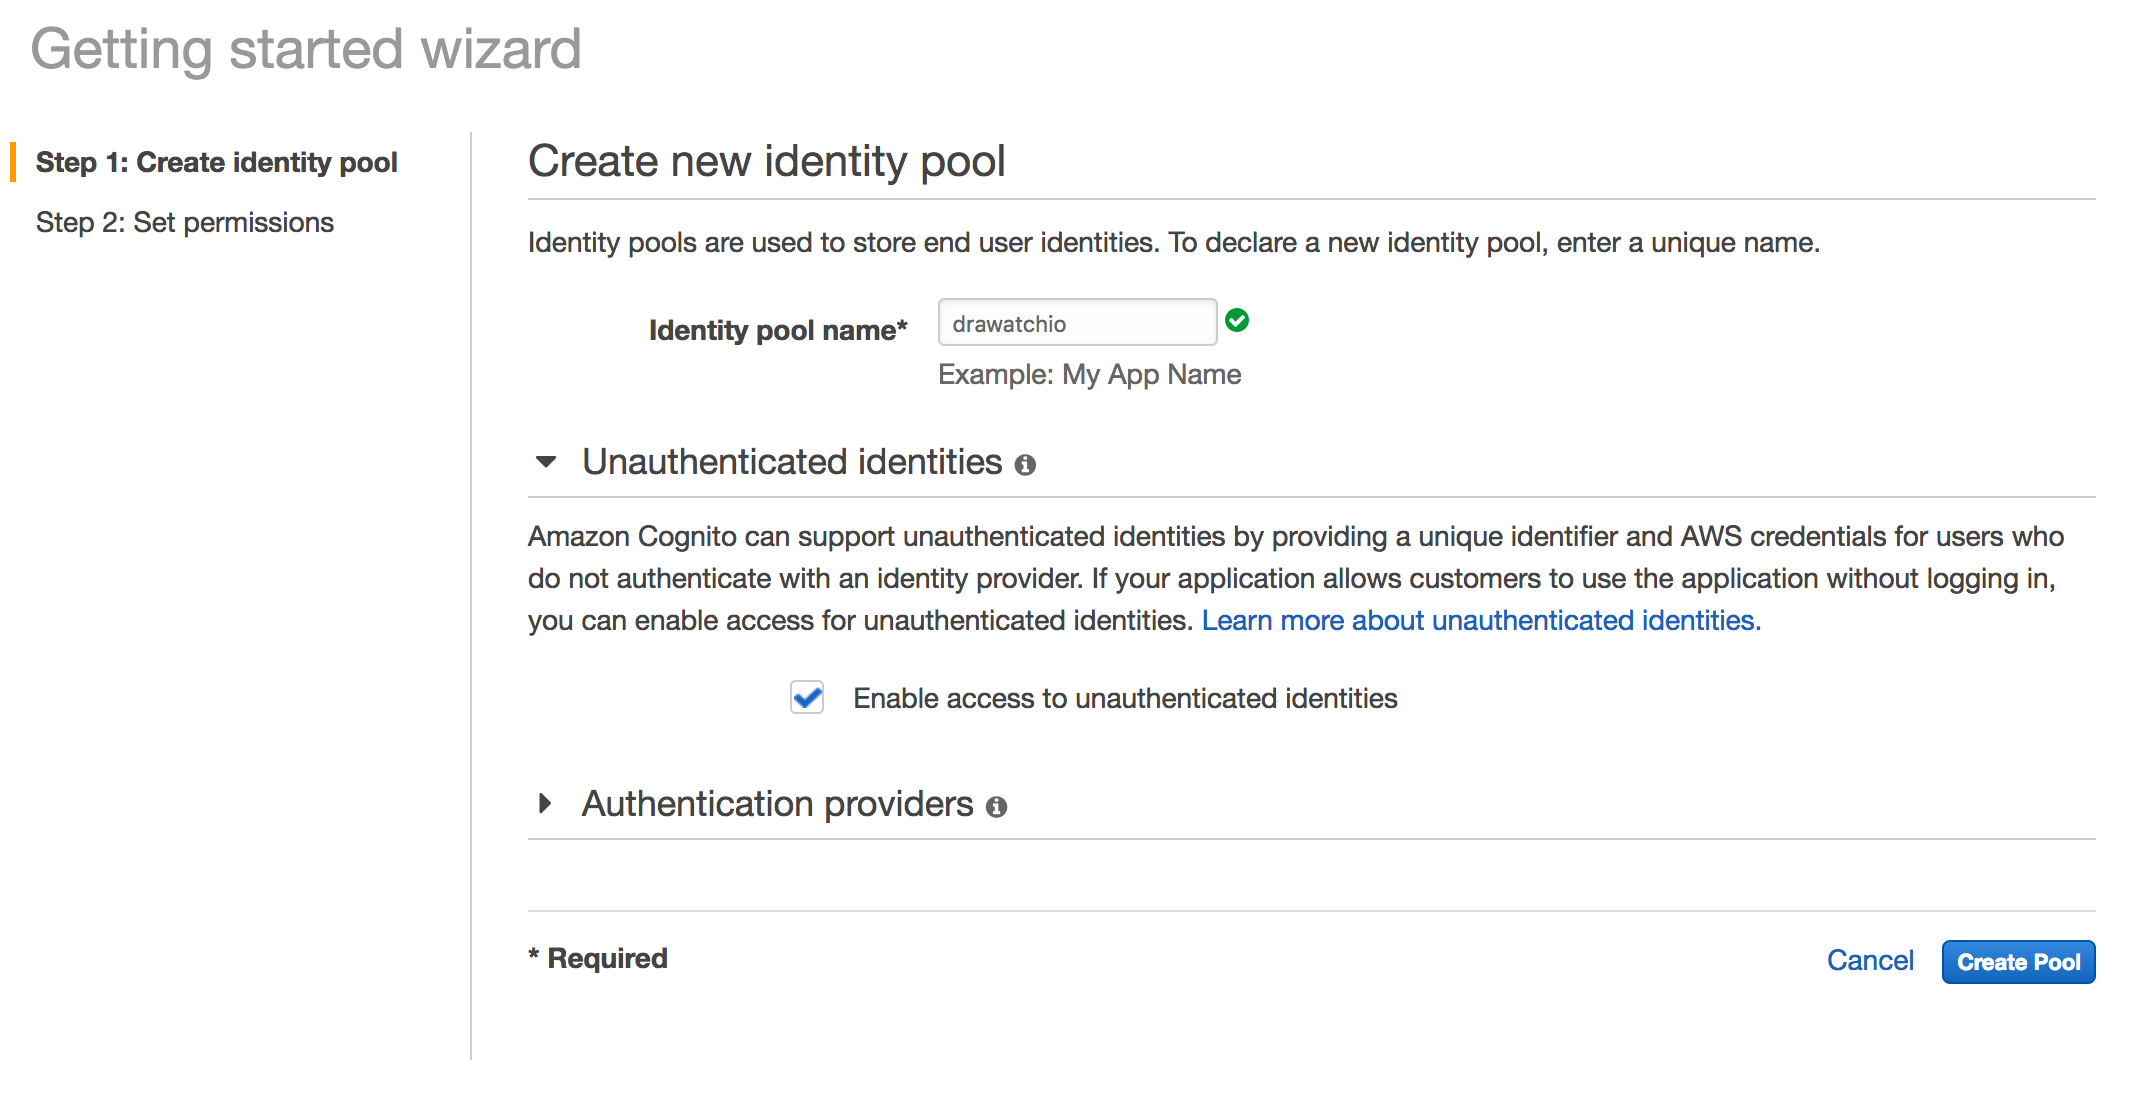 Getting started wizard
Step 1: Create identity pool
Step 2: Set permissions
Create new identity pool
Identity pools are used to store end user identities. To declare a new identity pool, enter a unique name.
Identity pool name* drawatchio
Example: My App Name
Unauthenticated identities
Amazon Cognito can support unauthenticated identities by providing a unique identifier and AWS credentials for users who
do not authenticate with an identity provider. If your application allows customers to use the application without logging in,
you can enable access for unauthenticated identities. Learn more about unauthenticated identities.
Enable access to unauthenticated identities
Authentication providers
* Required
Cancel Create Pool